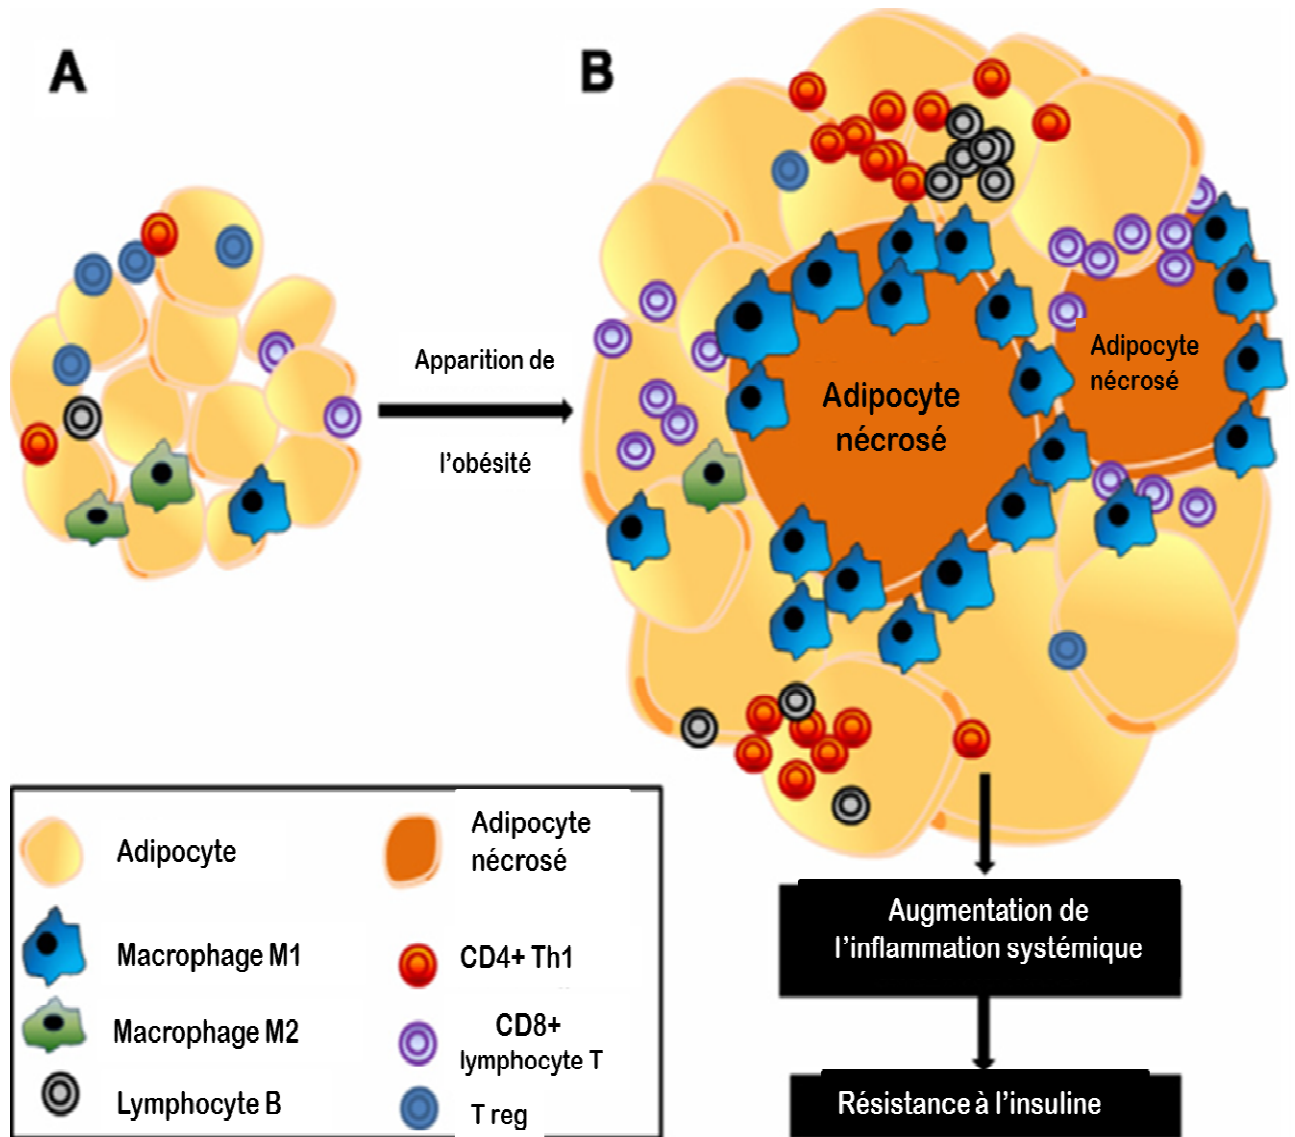 A
B
Apparition de
l'obésité
Adipocyte
nécrosé
Adipocyte
nécrosé
Augmentation de
l'inflammation systémique
Résistance à l'insuline
Adipocyte
Adipocyte
nécrosé
Macrophage M1
CD4+ Th1
Macrophage M2
CD8+
lymphocyte T
Lymphocyte B
T reg